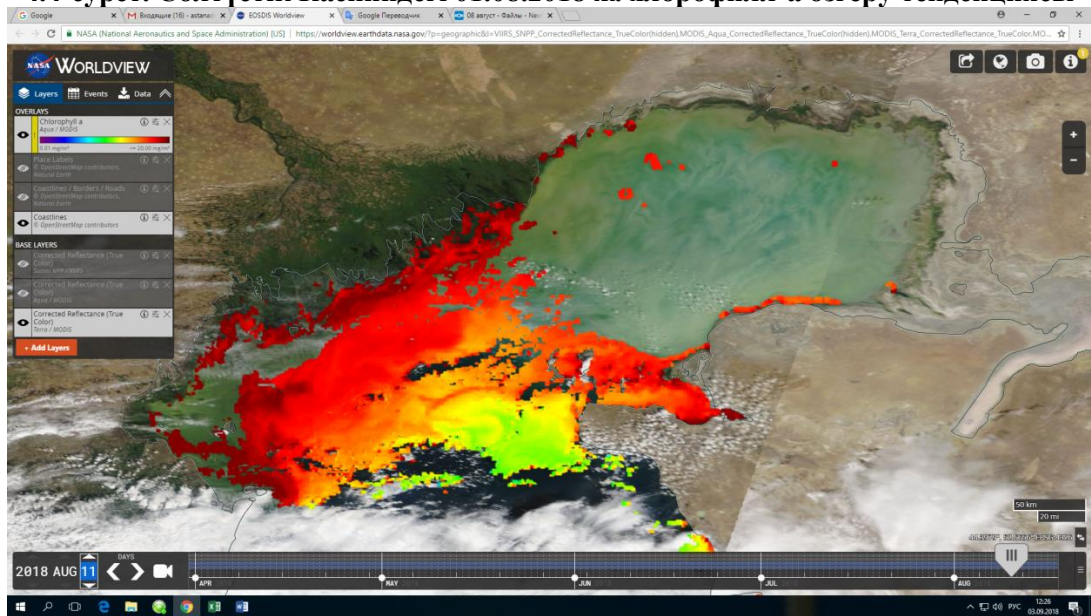 G Google
Входящие (16) - astana
EOSDIS Worldview
Google Переводчик
08 август - Файлы - Nex
NASA (National Aeronautics and Space Administration) [US] | https://worldview.earthdata.nasa.gov/?p=geographic&l=VIIRS_SNPP_CorrectedReflectance_TrueColor(hidden),MODIS_Aqua_CorrectedReflectance_TrueColor(hidden),MODIS_Terra_CorrectedReflectance_TrueColor,MO...
NASA WORLDVIEW
Layers Events Data
OVERLAYS
Chlorophyll a
Aqua / MODIS
0.01 mg/m³ >= 20.00 mg/m³
Place Labels
© OpenStreetMap contributors,
Natural Earth
Coastlines / Borders / Roads
© OpenStreetMap contributors,
Natural Earth
Coastlines
© OpenStreetMap contributors
BASE LAYERS
Corrected Reflectance (True
Color)
Suomi NPP / VIIRS
Corrected Reflectance (True
Color)
Aqua / MODIS
Corrected Reflectance (True
Color)
Terra / MODIS
+ Add Layers
50 km
20 mi
DAYS
2018 AUG 11
APR MAY JUN JUL AUG
РУС
12:26
03.09.2018